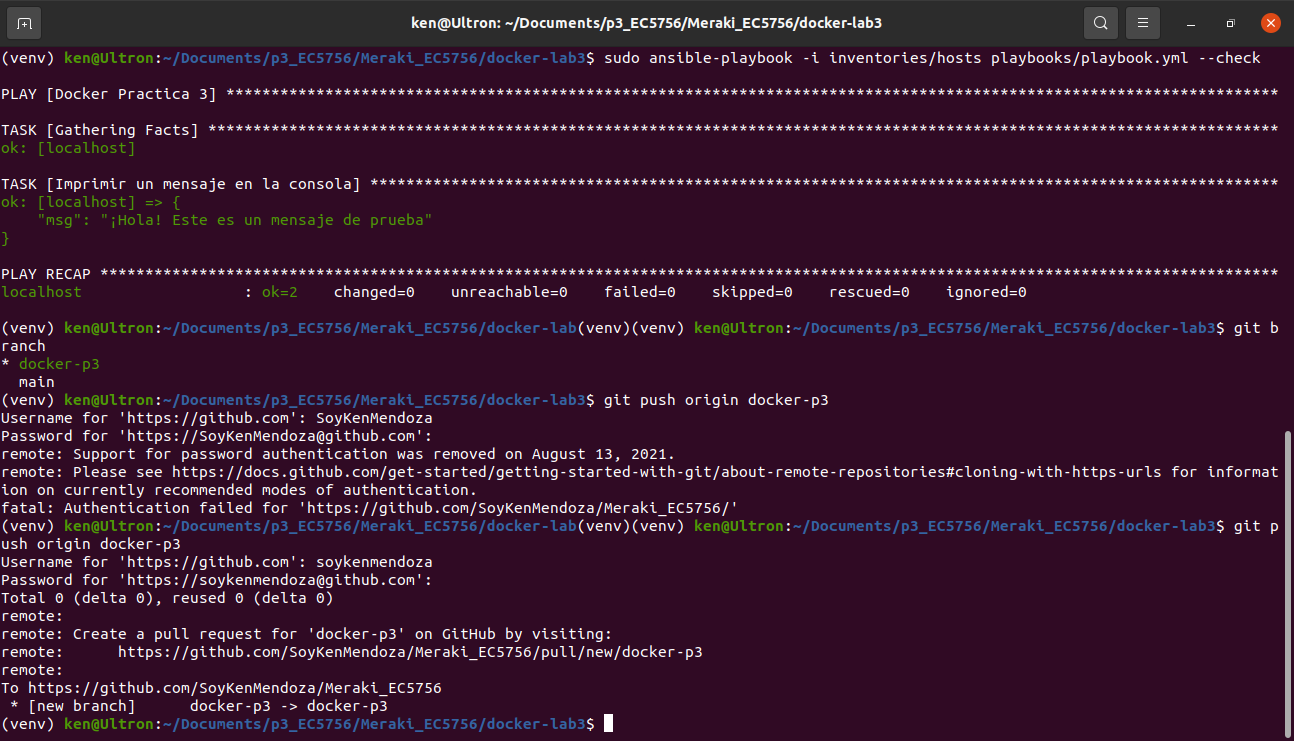 ken@Ultron: ~/Documents/p3_EC5756/Meraki_EC5756/docker-lab3
(venv) ken@Ultron:~/Documents/p3_EC5756/Meraki_EC5756/docker-lab3$ sudo ansible-playbook -i inventories/hosts playbooks/playbook.yml --check
PLAY [Docker Practica 3] *********************************************************************************************************************
TASK [Gathering Facts] ***********************************************************************************************************************
ok: [localhost]
TASK [Imprimir un mensaje en la consola] *****************************************************************************************************
ok: [localhost] => {
    "msg": "¡Hola! Este es un mensaje de prueba"
}
PLAY RECAP ***********************************************************************************************************************************
localhost                  : ok=2    changed=0    unreachable=0    failed=0    skipped=0    rescued=0    ignored=0
(venv) ken@Ultron:~/Documents/p3_EC5756/Meraki_EC5756/docker-lab(venv)(venv) ken@Ultron:~/Documents/p3_EC5756/Meraki_EC5756/docker-lab3$ git b
ranch
* docker-p3
  main
(venv) ken@Ultron:~/Documents/p3_EC5756/Meraki_EC5756/docker-lab3$ git push origin docker-p3
Username for 'https://github.com': SoyKenMendoza
Password for 'https://SoyKenMendoza@github.com':
remote: Support for password authentication was removed on August 13, 2021.
remote: Please see https://docs.github.com/get-started/getting-started-with-git/about-remote-repositories#cloning-with-https-urls for informat
ion on currently recommended modes of authentication.
fatal: Authentication failed for 'https://github.com/SoyKenMendoza/Meraki_EC5756/'
(venv) ken@Ultron:~/Documents/p3_EC5756/Meraki_EC5756/docker-lab(venv)(venv) ken@Ultron:~/Documents/p3_EC5756/Meraki_EC5756/docker-lab3$ git p
ush origin docker-p3
Username for 'https://github.com': soykenmendoza
Password for 'https://soykenmendoza@github.com':
Total 0 (delta 0), reused 0 (delta 0)
remote:
remote: Create a pull request for 'docker-p3' on GitHub by visiting:
remote:      https://github.com/SoyKenMendoza/Meraki_EC5756/pull/new/docker-p3
remote:
To https://github.com/SoyKenMendoza/Meraki_EC5756
 * [new branch]      docker-p3 -> docker-p3
(venv) ken@Ultron:~/Documents/p3_EC5756/Meraki_EC5756/docker-lab3$